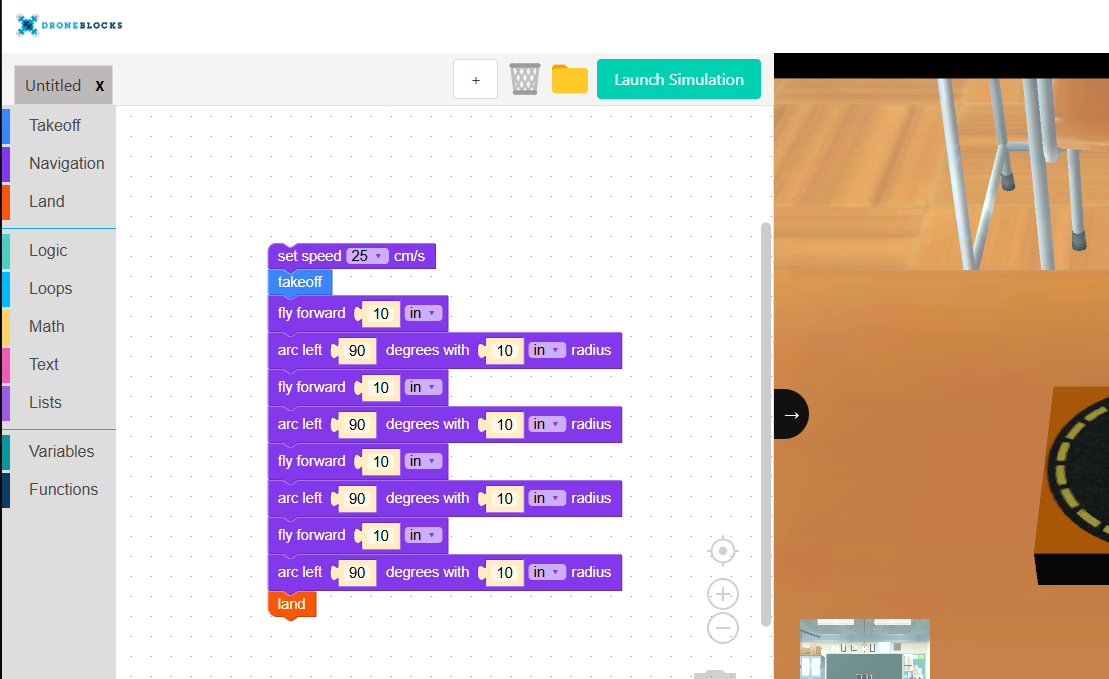 DRONEBLOCKS
+
Launch Simulation
Untitled X
Takeoff
Navigation
Land
Logic
Loops
Math
Text
Lists
Variables
Functions
set speed 25 cm/s
takeoff
fly forward 10 in
arc left 90 degrees with 10 in radius
fly forward 10 in
arc left 90 degrees with 10 in radius
fly forward 10 in
arc left 90 degrees with 10 in radius
fly forward 10 in
arc left 90 degrees with 10 in radius
land
→